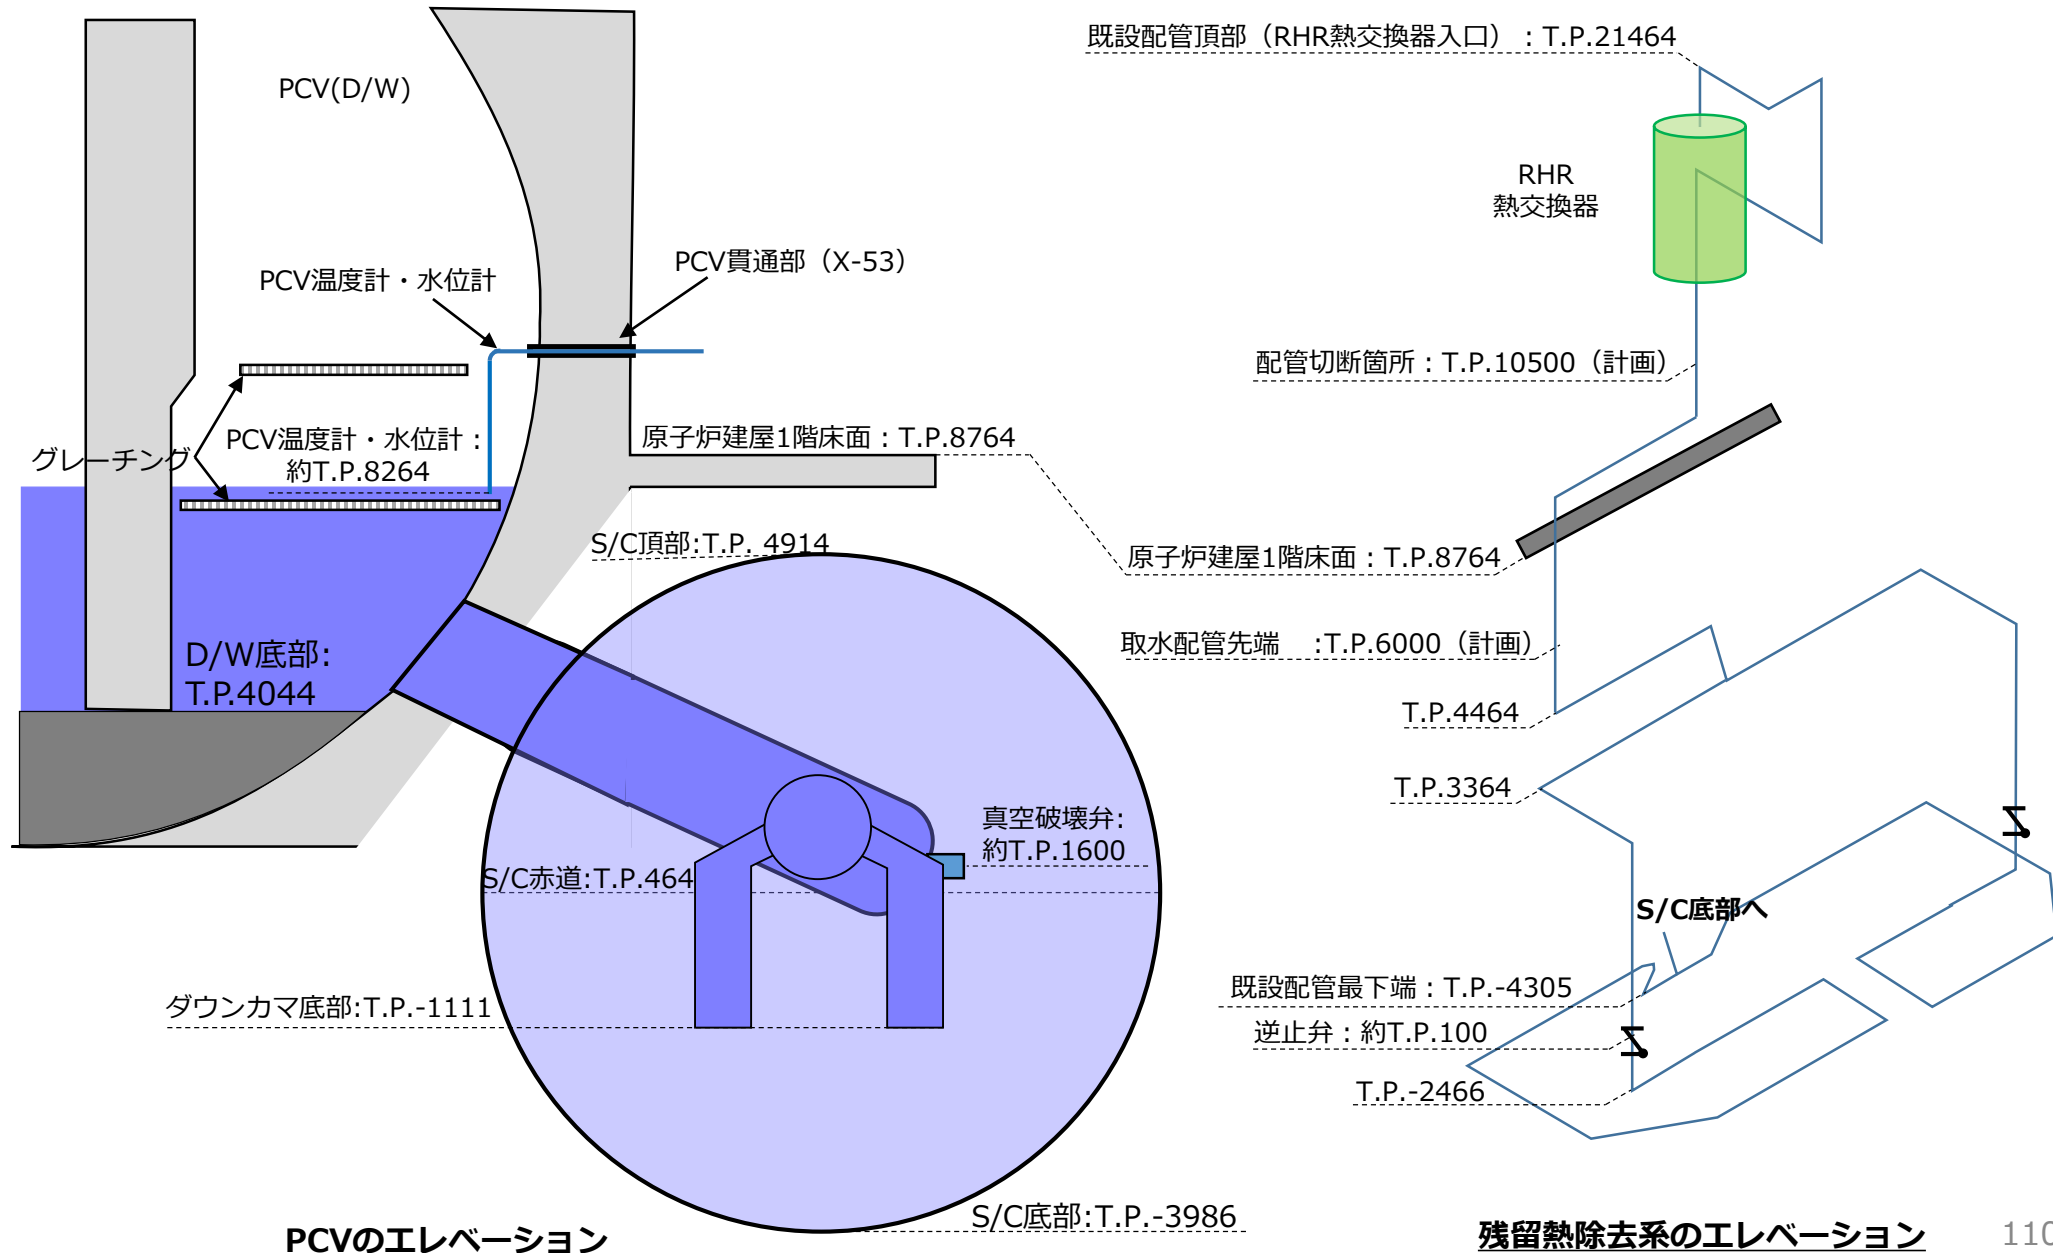 PCV(D/W)
PCV温度計・水位計
PCV貫通部（X-53）
グレーチング
PCV温度計・水位計：
約T.P.8264
原子炉建屋1階床面：T.P.8764
S/C頂部:T.P. 4914
D/W底部:
T.P.4044
真空破壊弁:
約T.P.1600
S/C赤道:T.P.464
ダウンカマ底部:T.P.-1111
S/C底部:T.P.-3986
PCVのエレベーション
既設配管頂部（RHR熱交換器入口）：T.P.21464
RHR
熱交換器
配管切断箇所：T.P.10500（計画）
原子炉建屋1階床面：T.P.8764
取水配管先端　:T.P.6000（計画）
T.P.4464
T.P.3364
S/C底部へ
既設配管最下端：T.P.-4305
逆止弁：約T.P.100
T.P.-2466
残留熱除去系のエレベーション
110